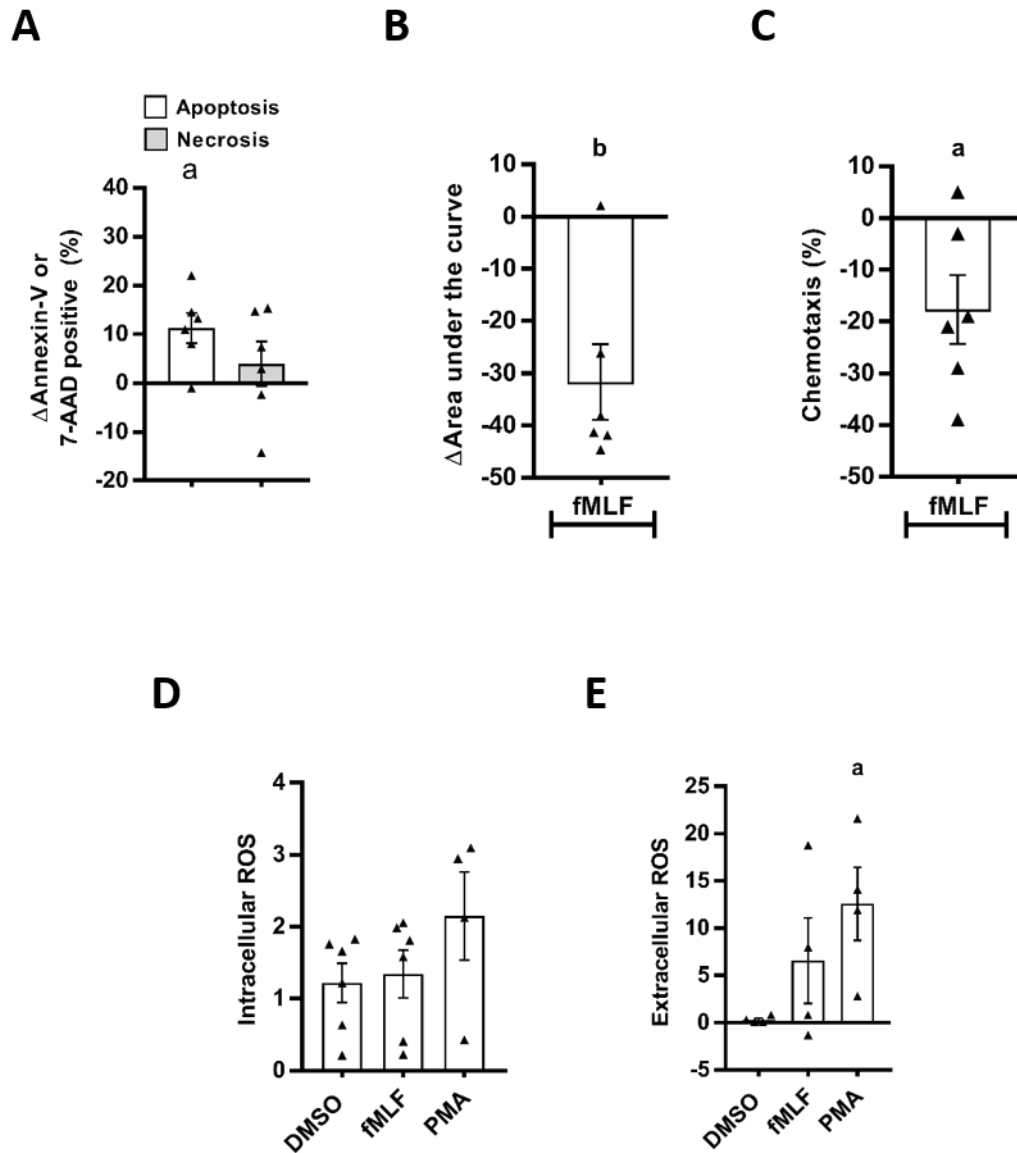 A
B
C
Apoptosis
Necrosis
a
40
30
20
10
0
-10
-20
ΔAnnexin-V or
7-AAD positive (%)
b
10
0
-10
-20
-30
-40
-50
ΔArea under the curve
fMLF
a
10
0
-10
-20
-30
-40
-50
Chemotaxis (%)
fMLF
D
E
4
3
2
1
0
Intracellular ROS
DMSO
fMLF
PMA
a
25
20
15
10
5
0
-5
Extracellular ROS
DMSO
fMLF
PMA